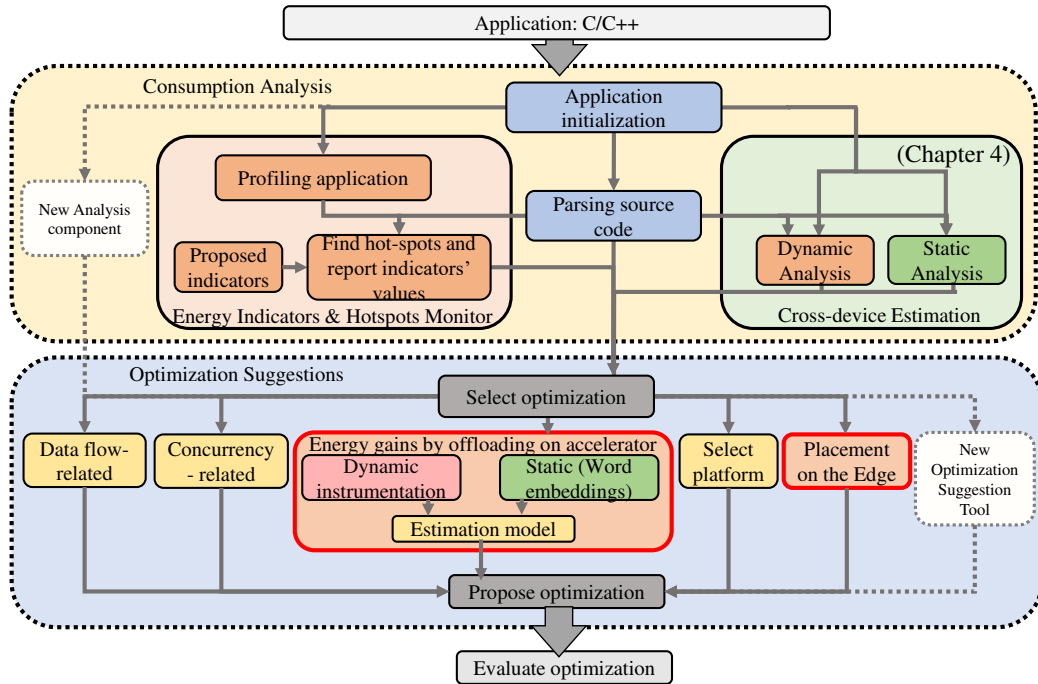 Application: C/C++
Consumption Analysis
Application
initialization
(Chapter 4)
Profiling application
New Analysis
component
Parsing source
code
Proposed
indicators
Find hot-spots and
report indicators’
values
Dynamic
Analysis
Static
Analysis
Energy Indicators & Hotspots Monitor
Cross-device Estimation
Optimization Suggestions
Select optimization
Data flow-
related
Concurrency
- related
Energy gains by offloading on accelerator
Dynamic
instrumentation
Static (Word
embeddings)
Estimation model
Select
platform
Placement
on the Edge
New
Optimization
Suggestion
Tool
Propose optimization
Evaluate optimization